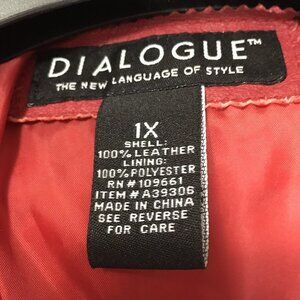 DIALOGUE™
THE NEW LANGUAGE OF STYLE
1X
SHELL:
100% LEATHER
LINING:
100% POLYESTER
RN # 109661
ITEM # A39306
MADE IN CHINA
SEE REVERSE
FOR CARE